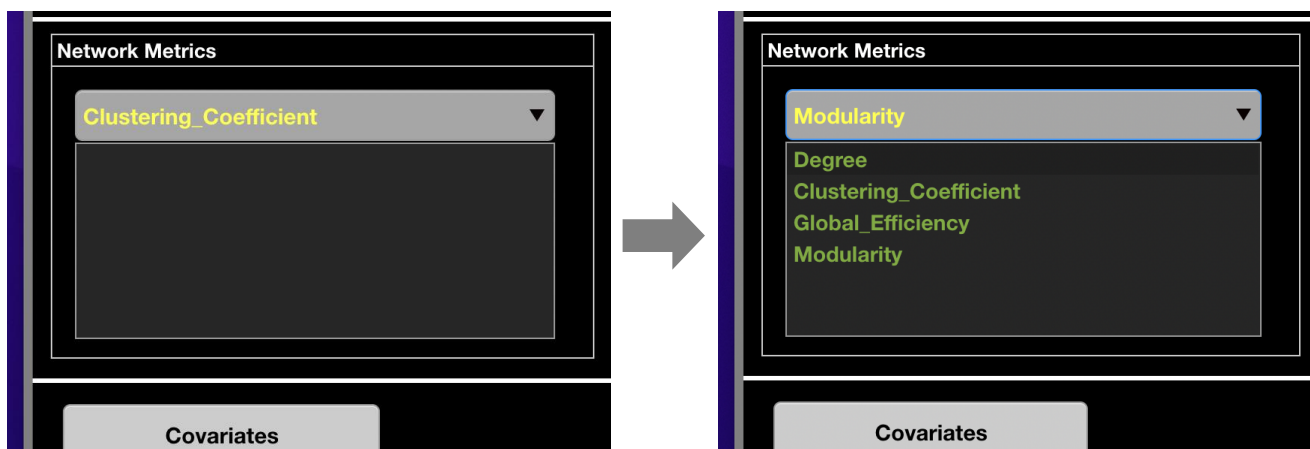 Network Metrics
Clustering_Coefficient
Covariates
Network Metrics
Modularity
Degree
Clustering_Coefficient
Global_Efficiency
Modularity
Covariates